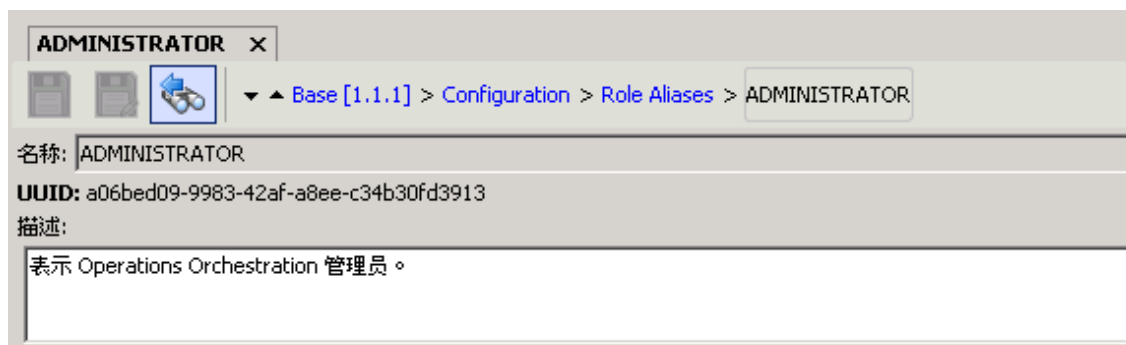 ADMINISTRATOR X
Base [1.1.1] > Configuration > Role Aliases > ADMINISTRATOR
名称: ADMINISTRATOR
UUID: a06bed09-9983-42af-a8ee-c34b30fd3913
描述:
表示 Operations Orchestration 管理员。